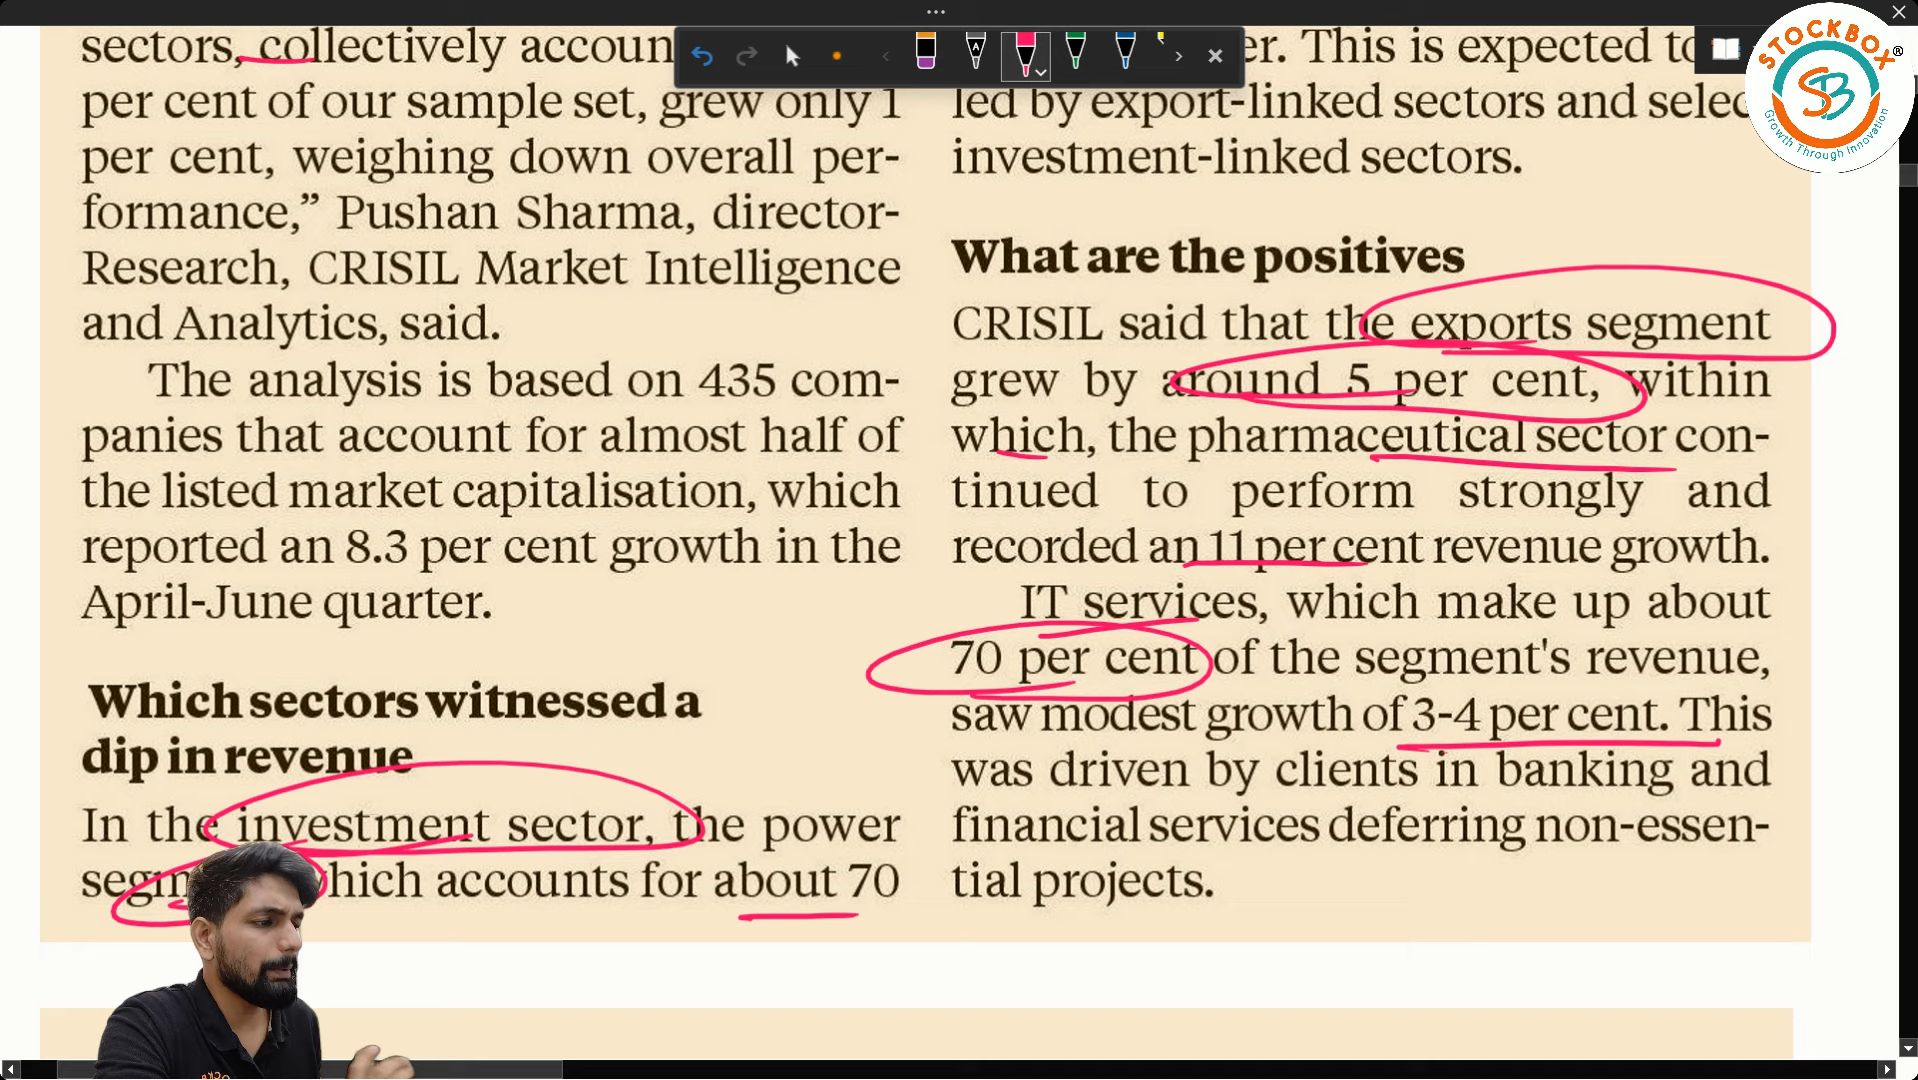 sectors, collectively accoun
per cent of our sample set, grew only 1
per cent, weighing down overall per-
formance,” Pushan Sharma, director-
Research, CRISIL Market Intelligence
and Analytics, said.
The analysis is based on 435 com-
panies that account for almost half of
the listed market capitalisation, which
reported an 8.3 per cent growth in the
April-June quarter.
Which sectors witnessed a
dip in revenue
In the investment sector, the power
segm which accounts for about 70
er. This is expected to
led by export-linked sectors and selec
investment-linked sectors.
What are the positives
CRISIL said that the exports segment
grew by around 5 per cent, within
which, the pharmaceutical sector con-
tinued to perform strongly and
recorded an 11 per cent revenue growth.
IT services, which make up about
70 per cent of the segment's revenue,
saw modest growth of 3-4 per cent. This
was driven by clients in banking and
financial services deferring non-essen-
tial projects.
STOCKBOX®
SB
Growth Through Innovation